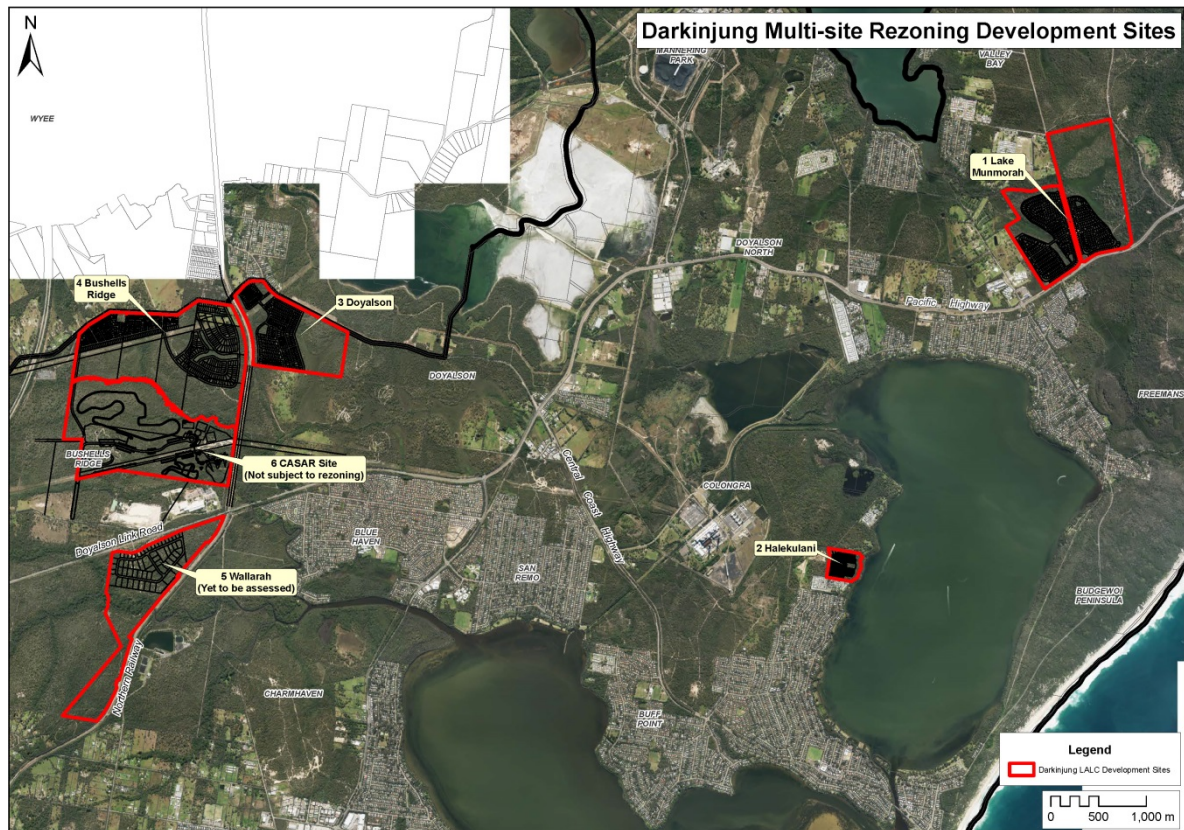 Darkinjung Multi-site Rezoning Development Sites
N
WYEE
MANNERING
PARK
VALLEY
BAY
1 Lake
Munmorah
DOYALSON
NORTH
Pacific Highway
4 Bushells
Ridge
3 Doyalson
DOYALSON
FREEMANS
BUSHELLS
RIDGE
6 CASAR Site
(Not subject to rezoning)
Central Coast Highway
COLONGRA
Doyalson Link Road
BLUE
HAVEN
2 Halekulani
5 Wallarah
(Yet to be assessed)
SAN
REMO
BUDGEWOI
PENINSULA
Northern Railway
CHARMHAVEN
BUFF
POINT
Legend
Darkinjung LALC Development Sites
0 500 1,000 m